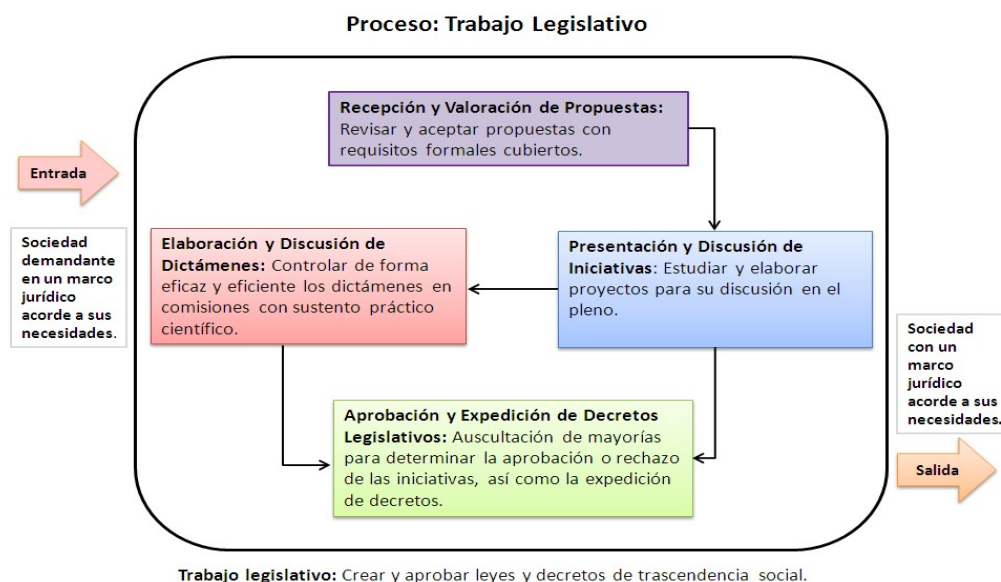 Proceso: Trabajo Legislativo
Recepción y Valoración de Propuestas:
Revisar y aceptar propuestas con
requisitos formales cubiertos.
Entrada
Sociedad
demandante
en un marco
jurídico
acorde a sus
necesidades.
Elaboración y Discusión de
Dictámenes: Controlar de forma
eficaz y eficiente los dictámenes en
comisiones con sustento práctico
científico.
Presentación y Discusión de
Iniciativas: Estudiar y elaborar
proyectos para su discusión en el
pleno.
Aprobación y Expedición de Decretos
Legislativos: Auscultación de mayorías
para determinar la aprobación o rechazo
de las iniciativas, así como la expedición
de decretos.
Sociedad
con un
marco
jurídico
acorde a sus
necesidades.
Salida
Trabajo legislativo: Crear y aprobar leyes y decretos de trascendencia social.